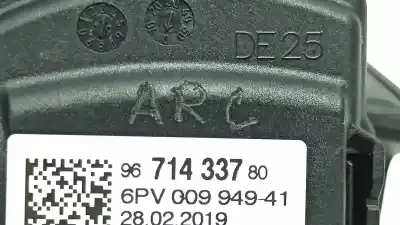 DE25
ARC
96 714 337 80
6PV 009 949-41
28.02.2019